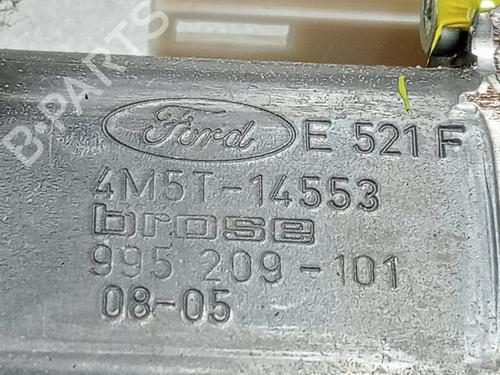 B-PARTS
Ford E 521 F
4M5T-14553
brose
995 209-101
08-05